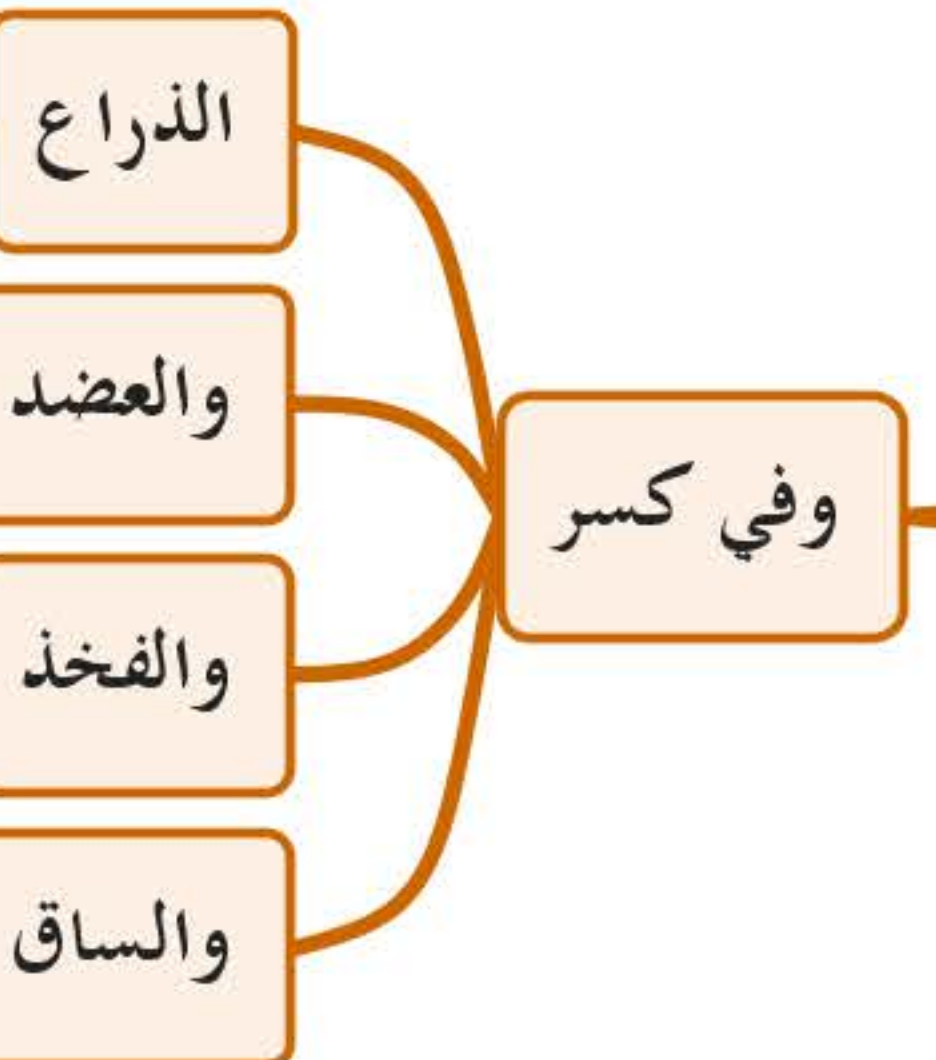 وفي كسر
الذراع
والعضد
والفخذ
والساق